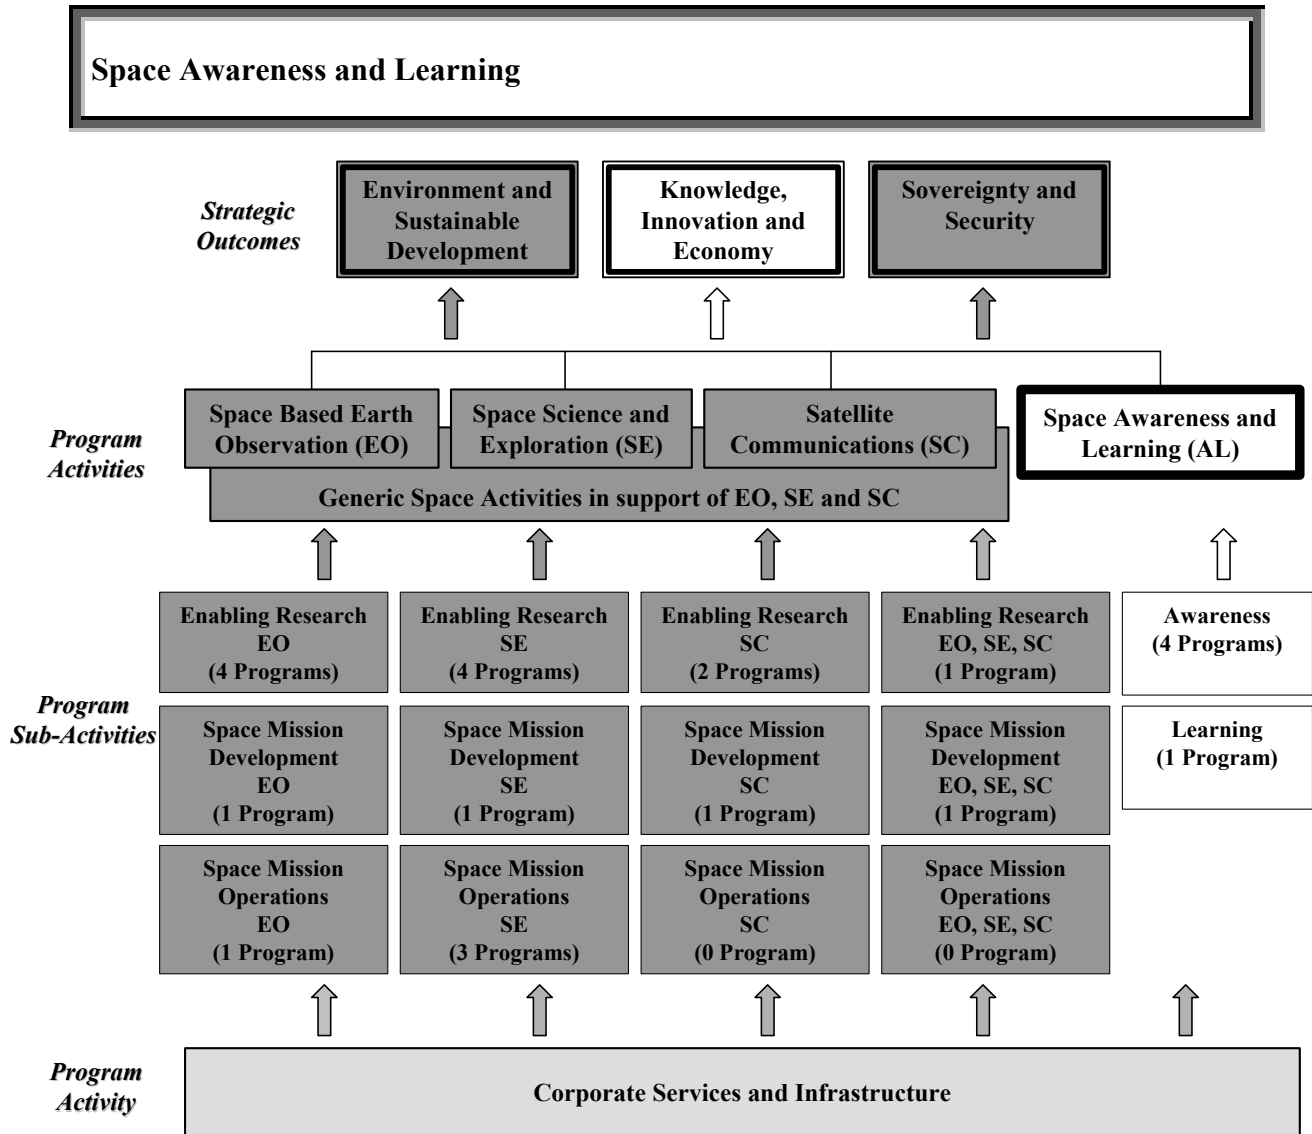 Space Awareness and Learning
Strategic
Outcomes
Environment and
Sustainable
Development
Knowledge,
Innovation and
Economy
Sovereignty and
Security
Program
Activities
Space Based Earth
Observation (EO)
Space Science and
Exploration (SE)
Satellite
Communications (SC)
Space Awareness and
Learning (AL)
Generic Space Activities in support of EO, SE and SC
Program
Sub-Activities
Enabling Research
EO
(4 Programs)
Enabling Research
SE
(4 Programs)
Enabling Research
SC
(2 Programs)
Enabling Research
EO, SE, SC
(1 Program)
Awareness
(4 Programs)
Space Mission
Development
EO
(1 Program)
Space Mission
Development
SE
(1 Program)
Space Mission
Development
SC
(1 Program)
Space Mission
Development
EO, SE, SC
(1 Program)
Learning
(1 Program)
Space Mission
Operations
EO
(1 Program)
Space Mission
Operations
SE
(3 Programs)
Space Mission
Operations
SC
(0 Program)
Space Mission
Operations
EO, SE, SC
(0 Program)
Program
Activity
Corporate Services and Infrastructure